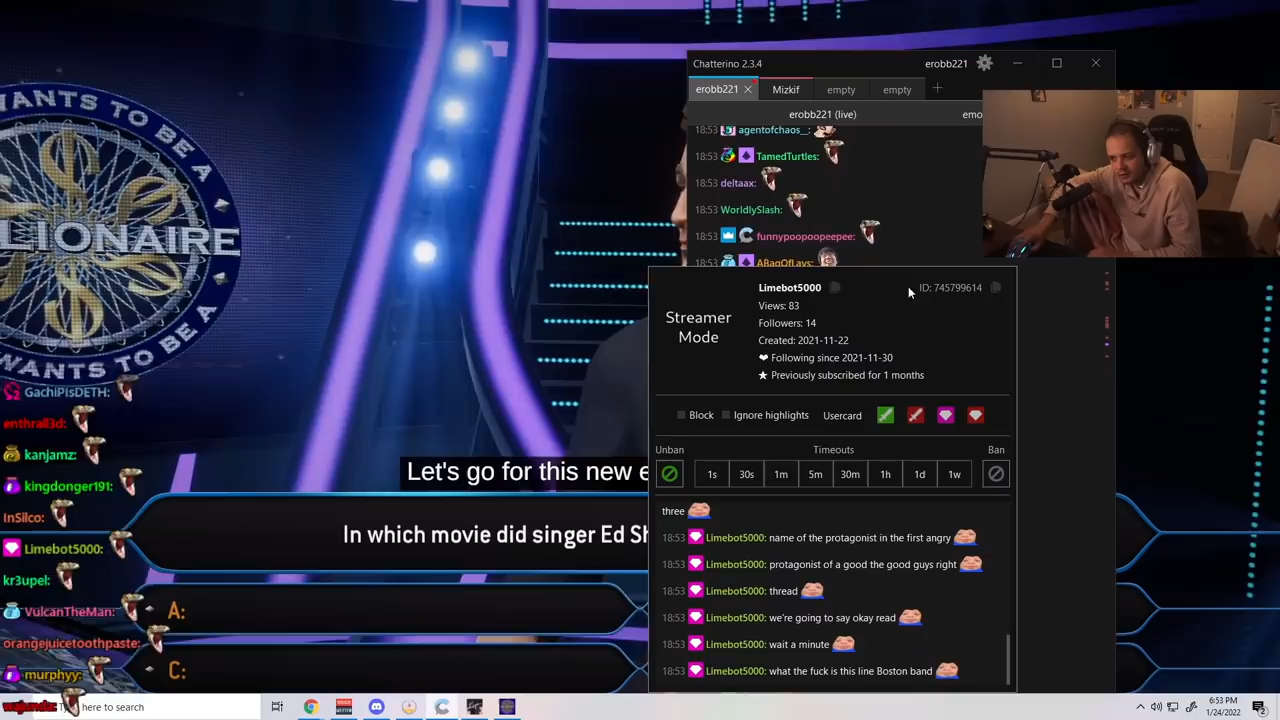 Chatterino 2.3.4
erobb221
erobb221
Mizkif
empty
empty
erobb221 (live)
emo
18:53 agentofchaos__:
18:53 TamedTurtles:
18:53 deltaax:
18:53 WorldlySlash:
18:53 funnypoopoopeepee:
ABagOfLays:
WANTS TO BE A
IONAIRE
WANTS TO BE A
Limebot5000
ID: 745799614
Streamer
Mode
Views: 83
Followers: 14
Created: 2021-11-22
❤ Following since 2021-11-30
★ Previously subscribed for 1 months
Block
Ignore highlights
Usercard
Unban
Timeouts
Ban
1s
30s
1m
5m
30m
1h
1d
1w
three
18:53 Limebot5000: name of the protagonist in the first angry
18:53 Limebot5000: protagonist of a good the good guys right
18:53 Limebot5000: thread
18:53 Limebot5000: we're going to say okay read
18:53 Limebot5000: wait a minute
18:53 Limebot5000: what the fuck is this line Boston band
GachiPIsDETH:
enthrall3d:
kanjamz:
kingdonger191:
InSilco:
Limebot5000:
kr3upel:
VulcanTheMan:
orangejuicetoothpaste:
murphyy:
Let's go for this new e
In which movie did singer Ed Sh
A:
C:
here to search
6:53 PM
1/24/2022
2